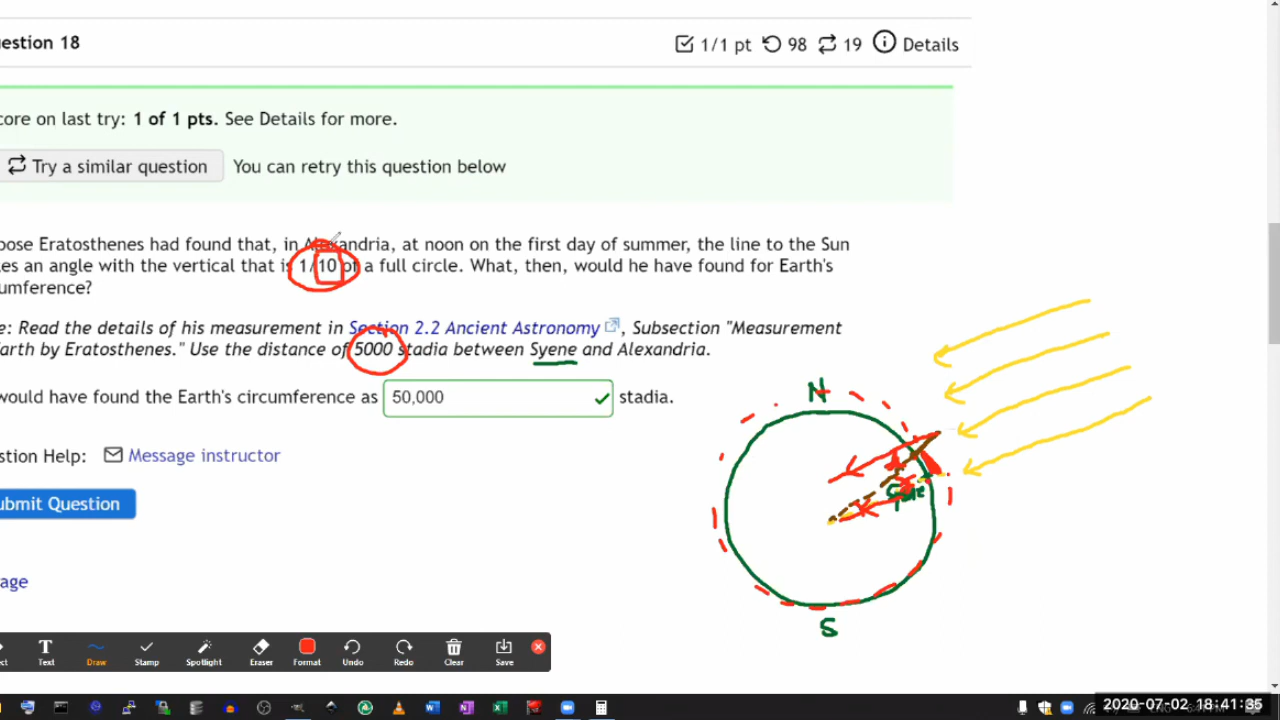 estion 18
1/1 pt 98 19 Details
core on last try: 1 of 1 pts. See Details for more.
Try a similar question You can retry this question below
pose Eratosthenes had found that, in Alexandria, at noon on the first day of summer, the line to the Sun
es an angle with the vertical that is 1/10 of a full circle. What, then, would he have found for Earth's
umference?
e: Read the details of his measurement in Section 2.2 Ancient Astronomy, Subsection "Measurement
arth by Eratosthenes." Use the distance of 5000 stadia between Syene and Alexandria.
would have found the Earth's circumference as 50,000 stadia.
N
stion Help: Message instructor
ubmit Question
age
S
ct Text Draw Stamp Spotlight Eraser Format Undo Redo Clear Save
2020-07-02 18:41:35